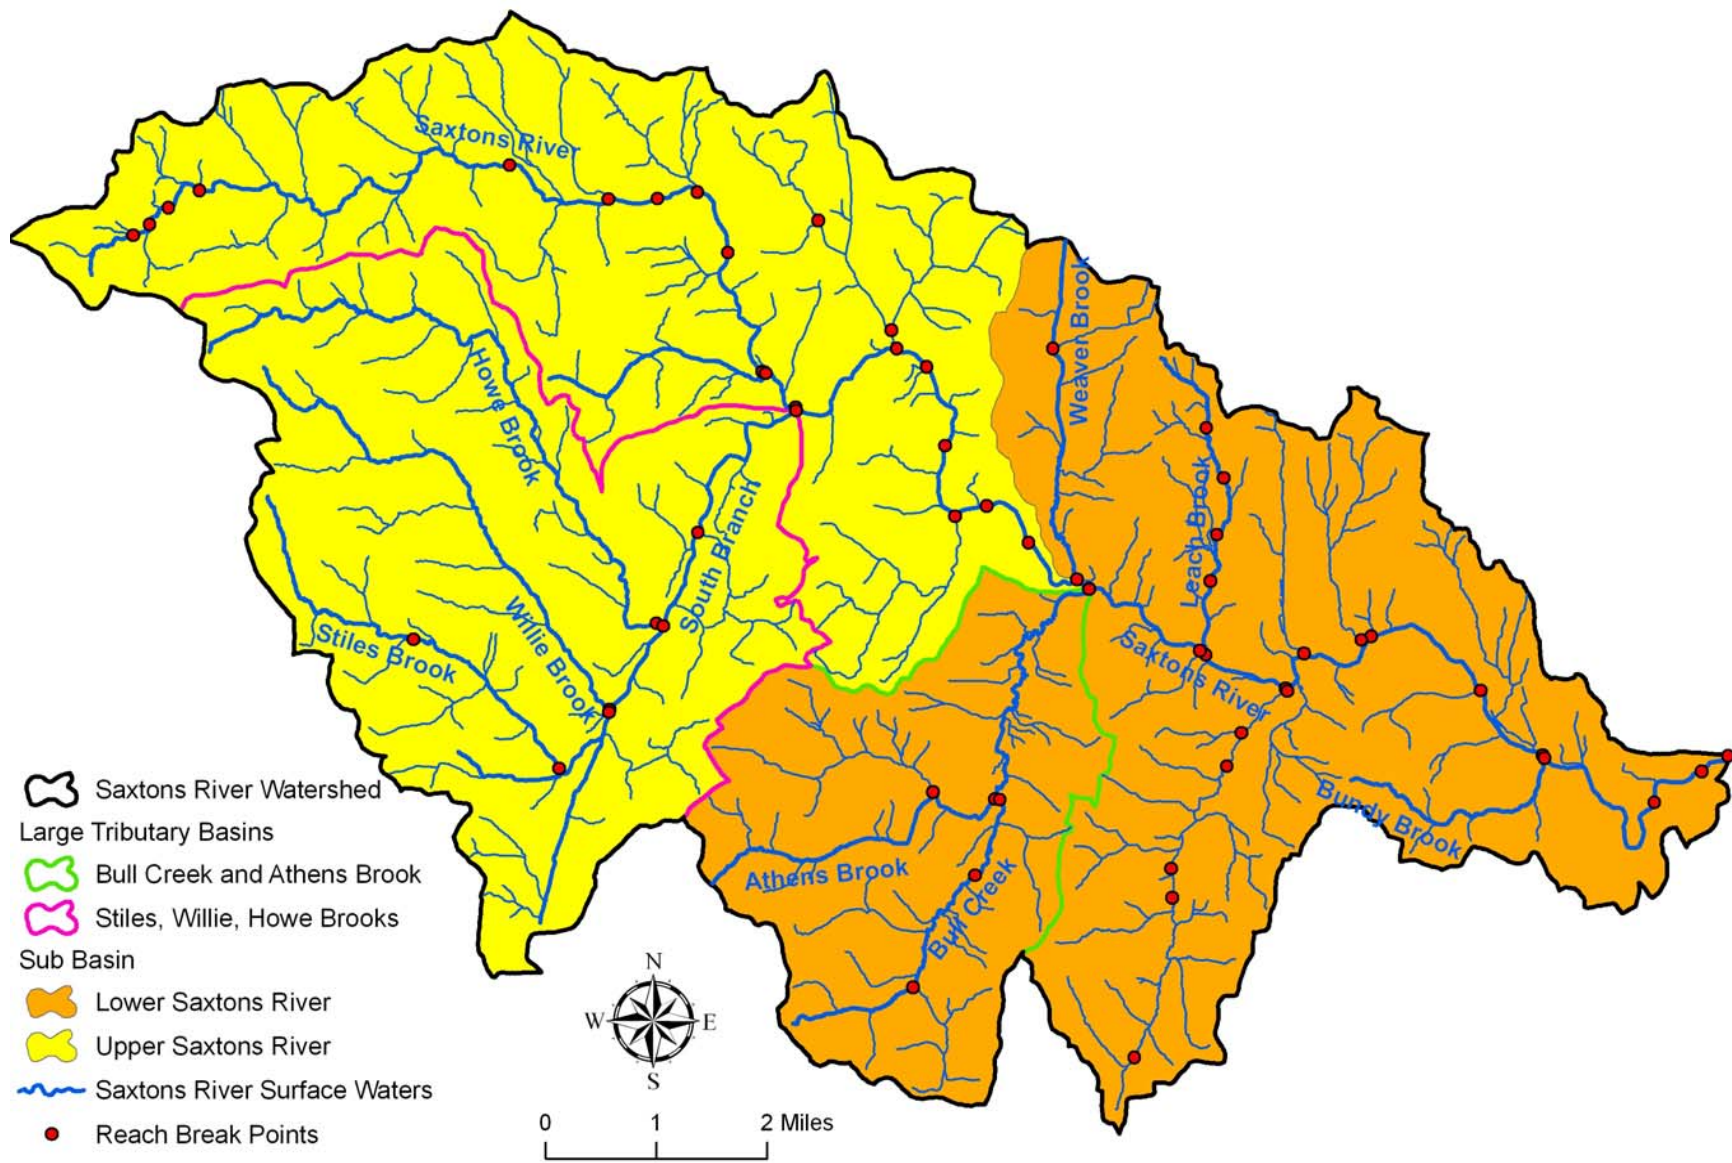 Saxtons River
Weaver Brook
Howe Brook
Leach Brook
South Branch
Willie Brook
Stiles Brook
Saxtons River
Bundy Brook
Athens Brook
Bull Creek
Saxtons River Watershed
Large Tributary Basins
Bull Creek and Athens Brook
Stiles, Willie, Howe Brooks
Sub Basin
Lower Saxtons River
Upper Saxtons River
Saxtons River Surface Waters
Reach Break Points
N
W E
S
0 1 2 Miles